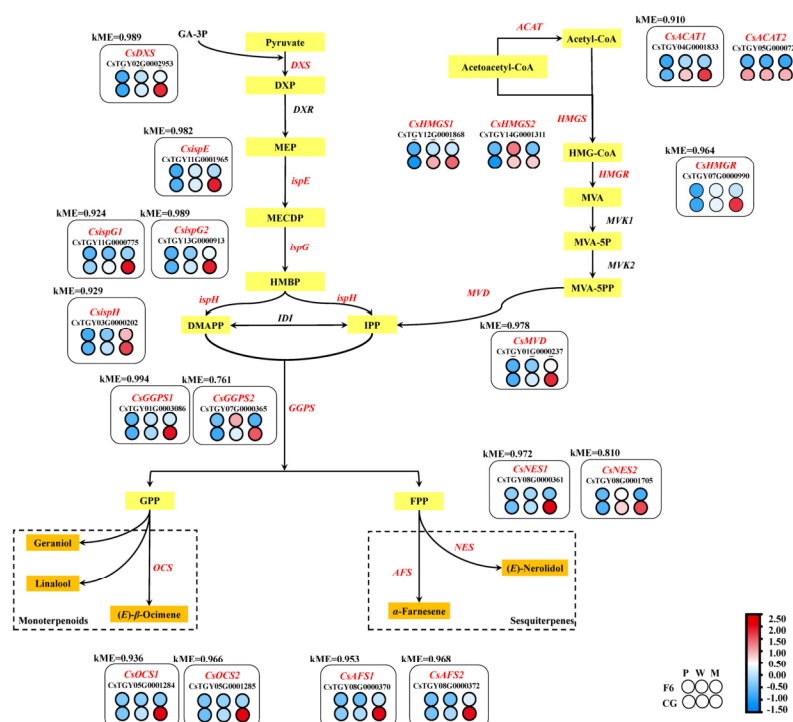 kME=0.989
CsDXS
CsTGY02G0002953
GA-3P
Pyruvate
DXS
DXP
DXR
MEP
kME=0.982
CsispE
CsTGY11G0001965
ispE
MECDP
kME=0.924
CsispG1
CsTGY11G0000775
kME=0.989
CsispG2
CsTGY13G0000913
ispG
HMBP
kME=0.929
CsispH
CsTGY03G0000202
ispH
ispH
DMAPP
IDI
IPP
ACAT
Acetyl-CoA
Acetoacetyl-CoA
kME=0.910
CsACAT1
CsTGY04G0001833
CsACAT2
CsHMGS1
CsTGY12G0001868
CsHMGS2
CsTGY14G0001311
HMGS
HMG-CoA
HMGR
kME=0.964
CsHMGR
CsTGY07G0000990
MVA
MVK1
MVA-5P
MVK2
MVA-5PP
MVD
kME=0.978
CsMVD
CsTGY01G0000237
kME=0.994
CsGGPS1
CsTGY01G0003086
kME=0.761
CsGGPS2
CsTGY07G0000365
GGPS
kME=0.972
CsNES1
CsTGY08G0000361
kME=0.810
CsNES2
CsTGY08G0001705
GPP
FPP
Geraniol
Linalool
OCS
(E)-β-Ocimene
Monoterpenoids
NES
AFS
(E)-Nerolidol
α-Farnesene
Sesquiterpenes
kME=0.936
CsOCS1
CsTGY05G0001284
kME=0.966
CsOCS2
CsTGY05G0001285
kME=0.953
CsAFS1
CsTGY08G0000370
kME=0.968
CsAFS2
CsTGY08G0000372
P W M
F6
CG
2.50
2.00
1.50
1.00
0.50
0.00
-0.50
-1.00
-1.50